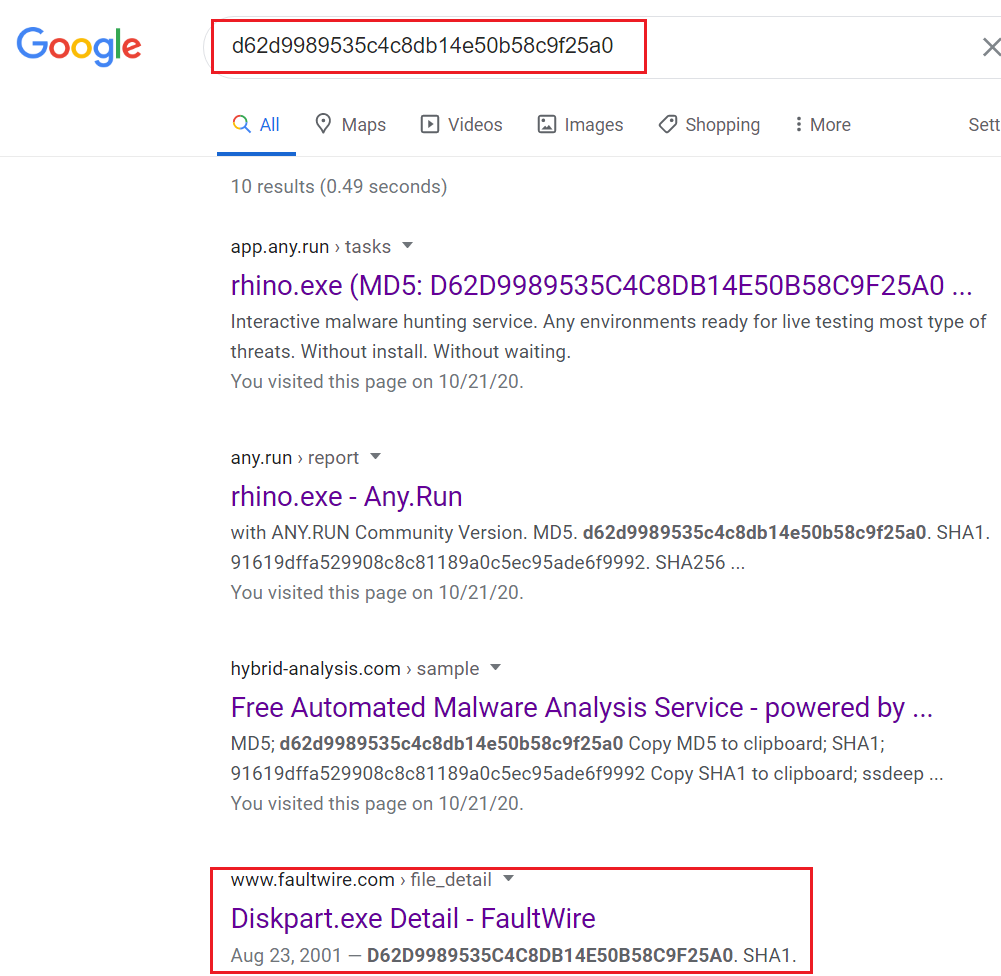 Google
d62d9989535c4c8db14e50b58c9f25a0
All Maps Videos Images Shopping More Sett
10 results (0.49 seconds)
app.any.run › tasks
rhino.exe (MD5: D62D9989535C4C8DB14E50B58C9F25A0 ...
Interactive malware hunting service. Any environments ready for live testing most type of
threats. Without install. Without waiting.
You visited this page on 10/21/20.
any.run › report
rhino.exe - Any.Run
with ANY.RUN Community Version. MD5. d62d9989535c4c8db14e50b58c9f25a0. SHA1.
91619dffa529908c8c81189a0c5ec95ade6f9992. SHA256 ...
You visited this page on 10/21/20.
hybrid-analysis.com › sample
Free Automated Malware Analysis Service - powered by ...
MD5; d62d9989535c4c8db14e50b58c9f25a0 Copy MD5 to clipboard; SHA1;
91619dffa529908c8c81189a0c5ec95ade6f9992 Copy SHA1 to clipboard; ssdeep ...
You visited this page on 10/21/20.
www.faultwire.com › file_detail
Diskpart.exe Detail - FaultWire
Aug 23, 2001 — D62D9989535C4C8DB14E50B58C9F25A0. SHA1.